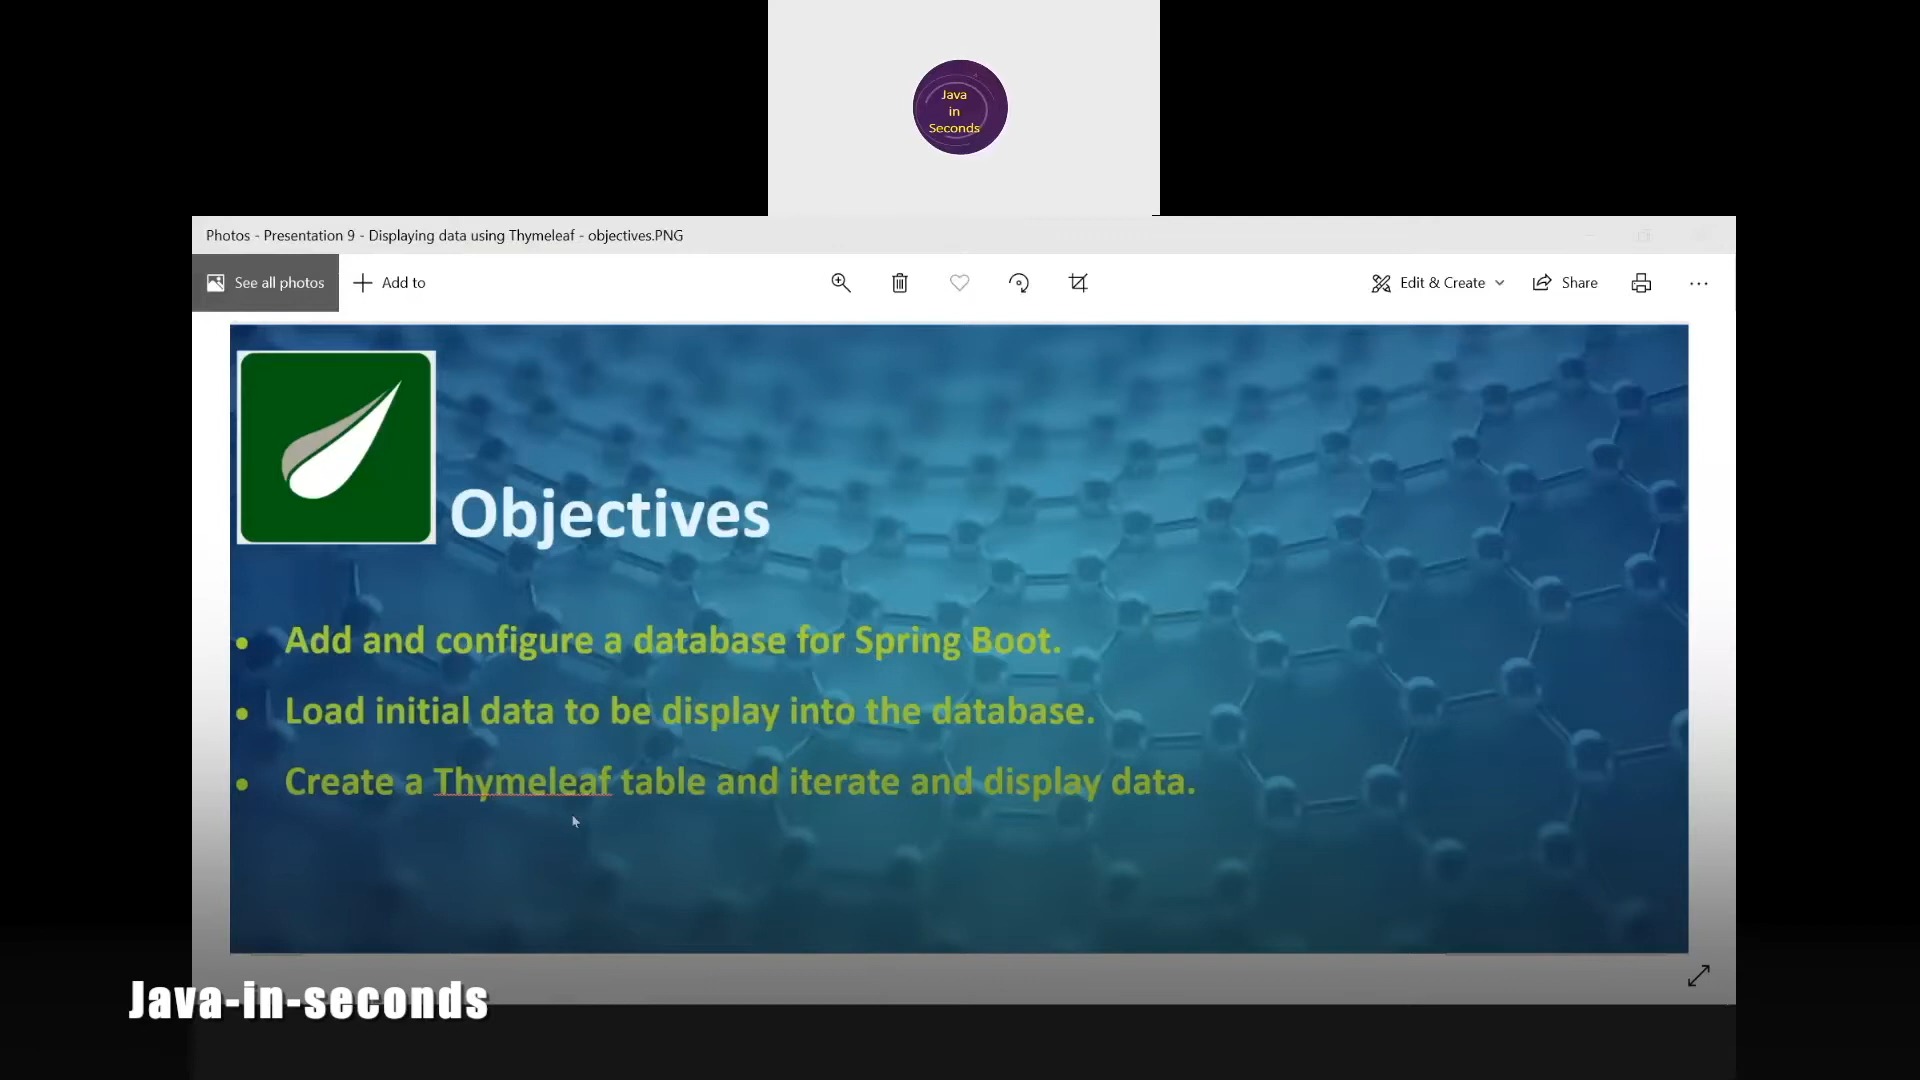 Java
in
Seconds
Photos - Presentation 9 - Displaying data using Thymeleaf - objectives.PNG
See all photos
Add to
Edit & Create
Share
Objectives
• Add and configure a database for Spring Boot.
• Load initial data to be display into the database.
• Create a Thymeleaf table and iterate and display data.
Java-in-seconds